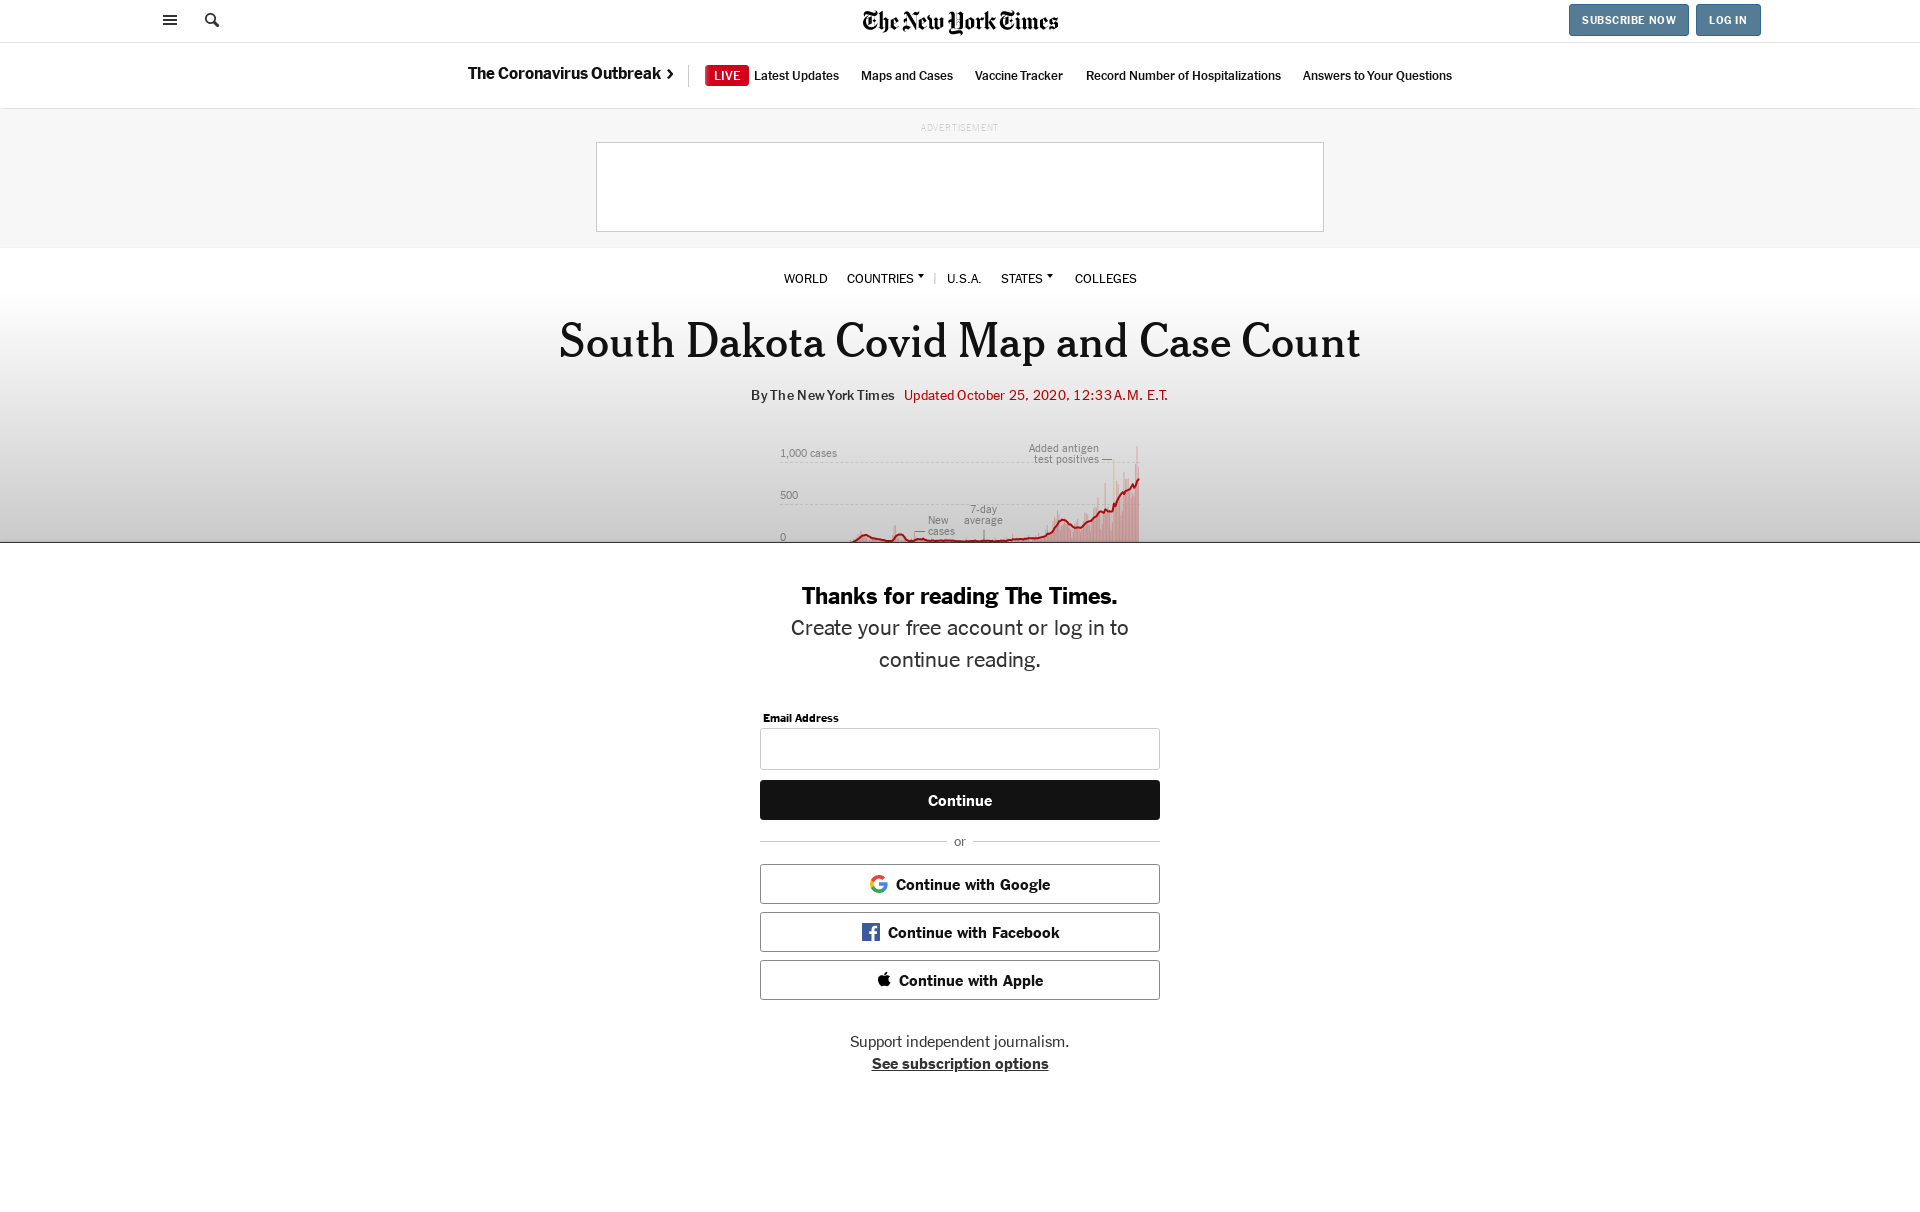 The New York Times
SUBSCRIBE NOW
LOG IN
The Coronavirus Outbreak
LIVE Latest Updates
Maps and Cases
Vaccine Tracker
Record Number of Hospitalizations
Answers to Your Questions
ADVERTISEMENT
WORLD
COUNTRIES
U.S.A.
STATES
COLLEGES
South Dakota Covid Map and Case Count
By The New York Times Updated October 25, 2020, 12:33 A.M. E.T.
Added antigen
test positives
1,000 cases
500
7-day
average
New
cases
0
Thanks for reading The Times.
Create your free account or log in to
continue reading.
Email Address
Continue
or
Continue with Google
Continue with Facebook
Continue with Apple
Support independent journalism.
See subscription options